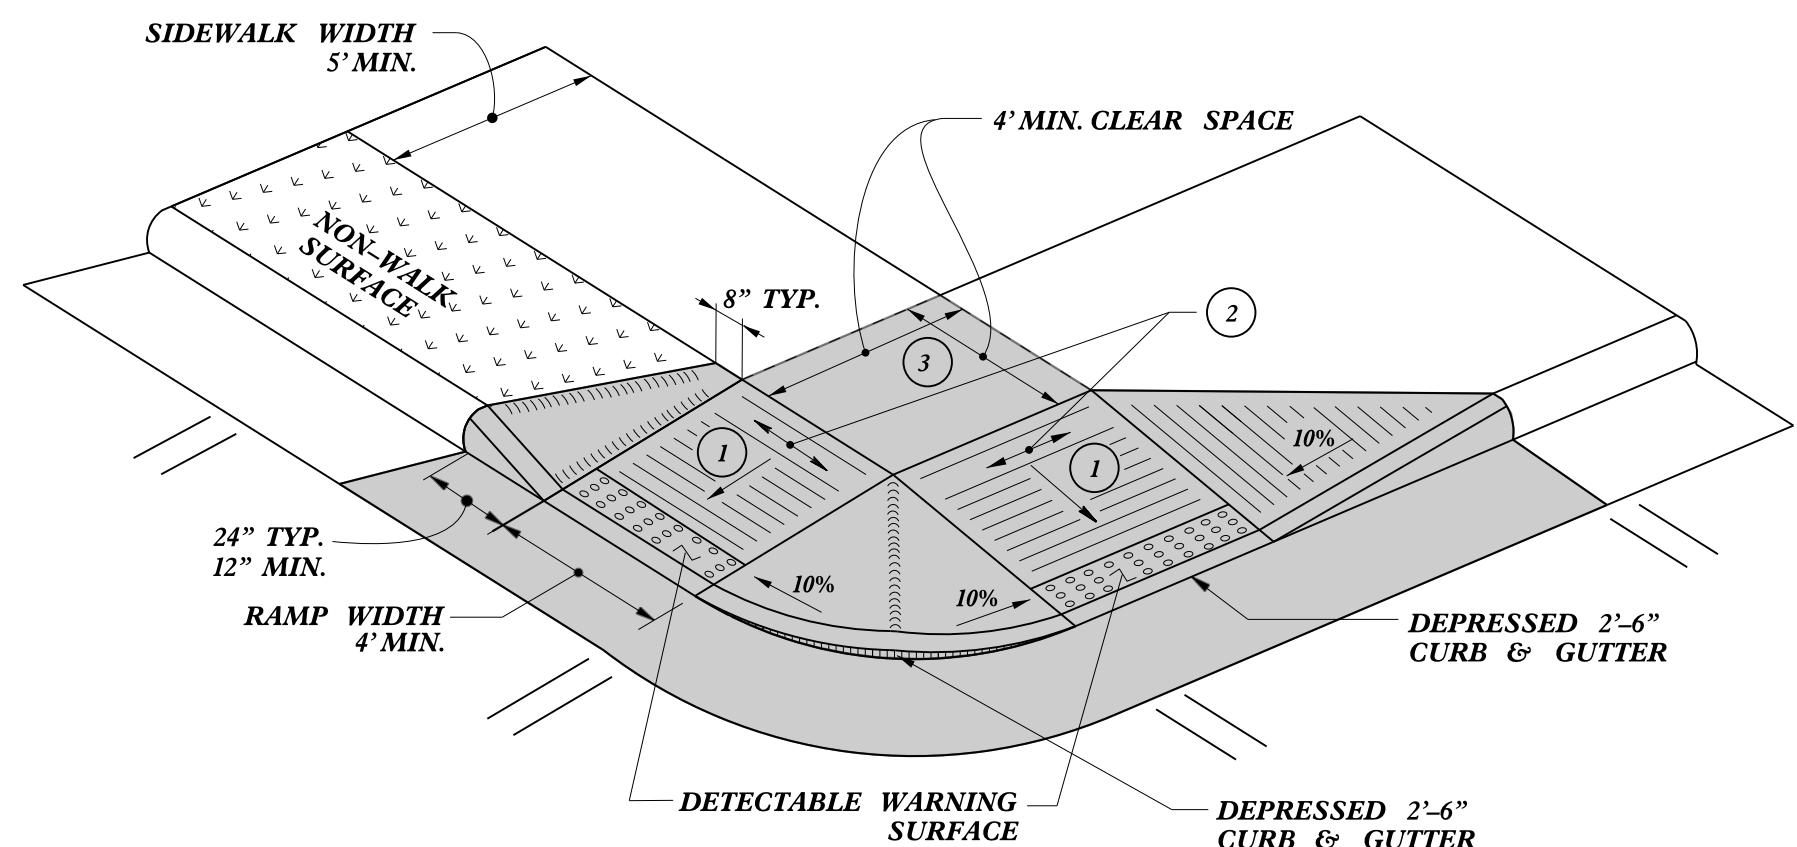 SIDEWALK WIDTH
5’ MIN.
4’ MIN. CLEAR SPACE
NON–WALK
SURFACE
8” TYP.
2
3
1
1
10%
24” TYP.
12” MIN.
10%
10%
RAMP WIDTH
4’ MIN.
DEPRESSED 2’–6”
CURB & GUTTER
DETECTABLE WARNING
SURFACE
DEPRESSED 2’–6”
CURB & GUTTER